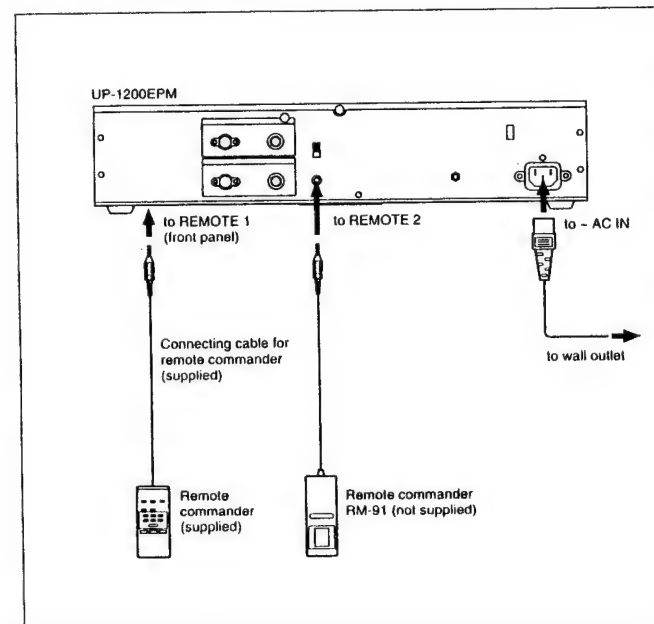 UP-1200EPM
to REMOTE 1
(front panel)
to REMOTE 2
to ~ AC IN
to wall outlet
Connecting cable for
remote commander
(supplied)
Remote
commander
(supplied)
Remote commander
RM-91 (not supplied)